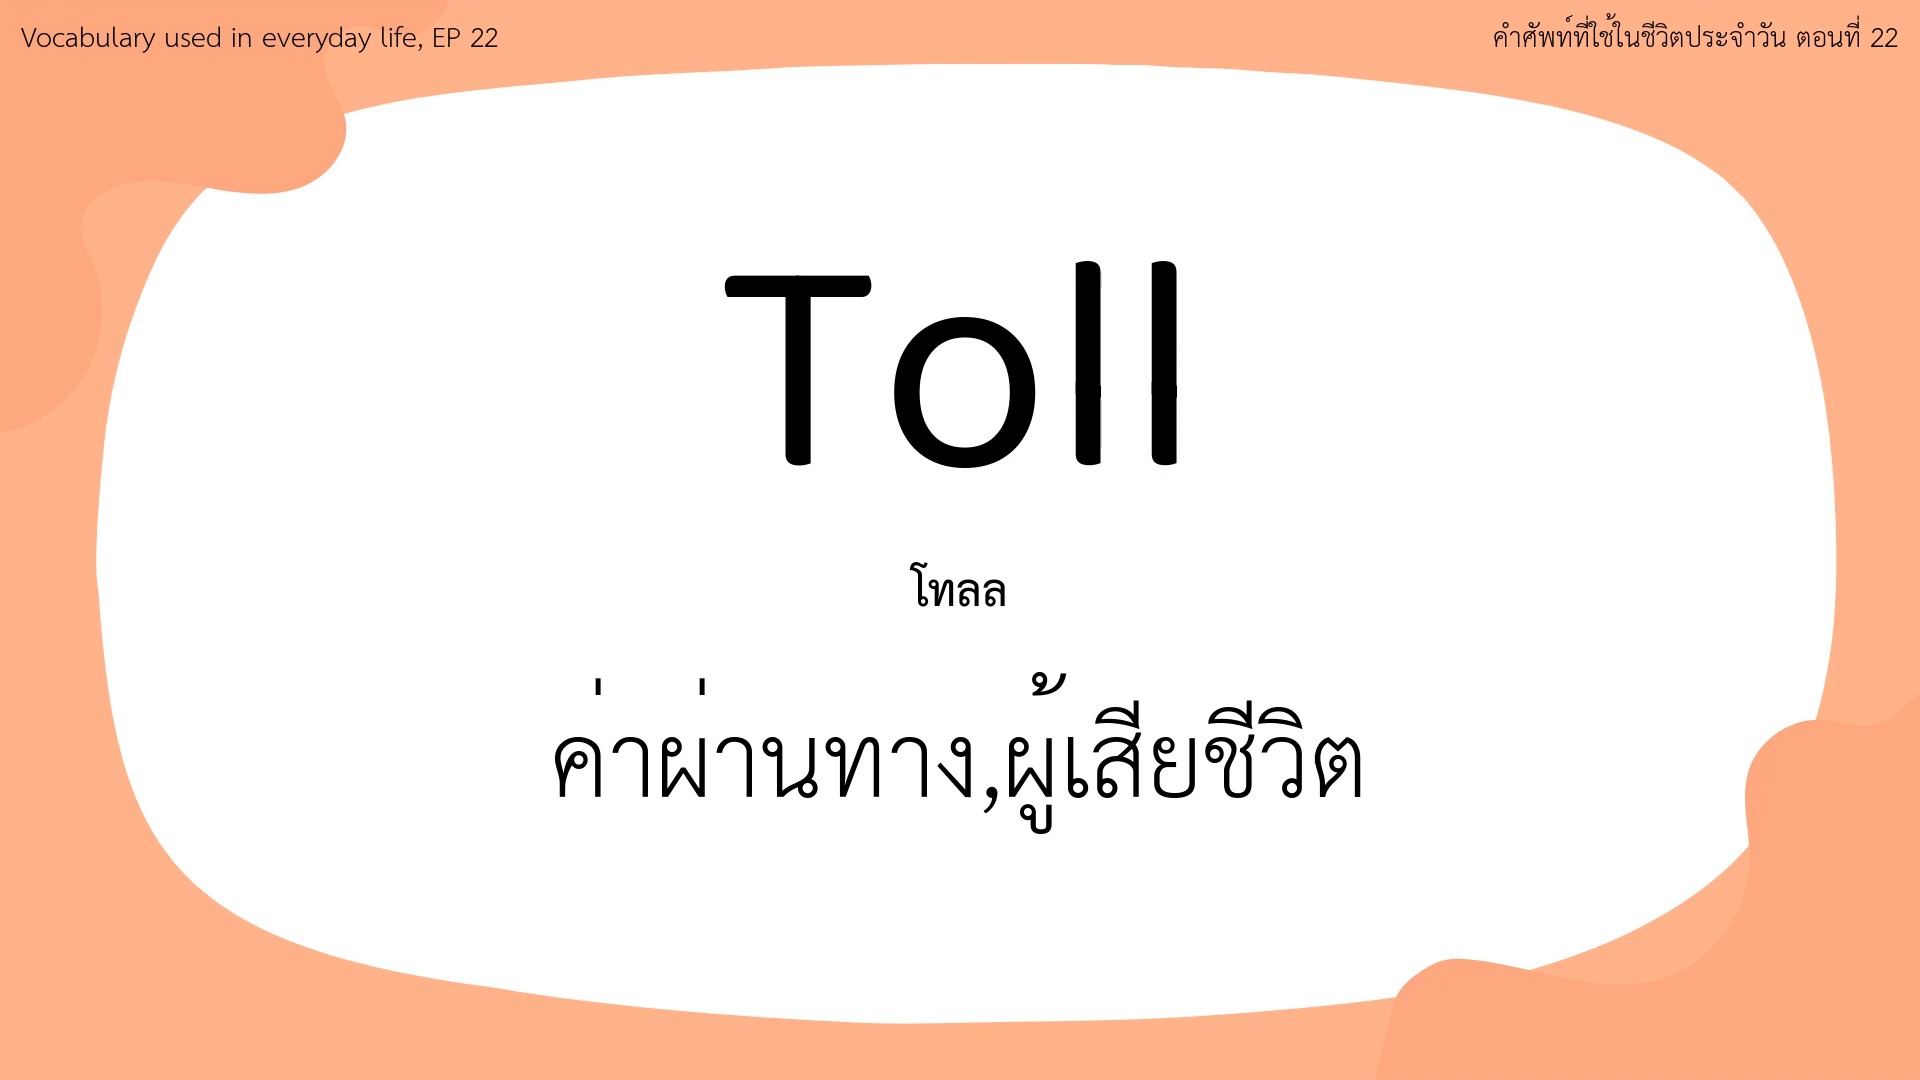 Vocabulary used in everyday life, EP 22
คำศัพท์ที่ใช้ในชีวิตประจำวัน ตอนที่ 22
Toll
โทลล
ค่าผ่านทาง,ผู้เสียชีวิต